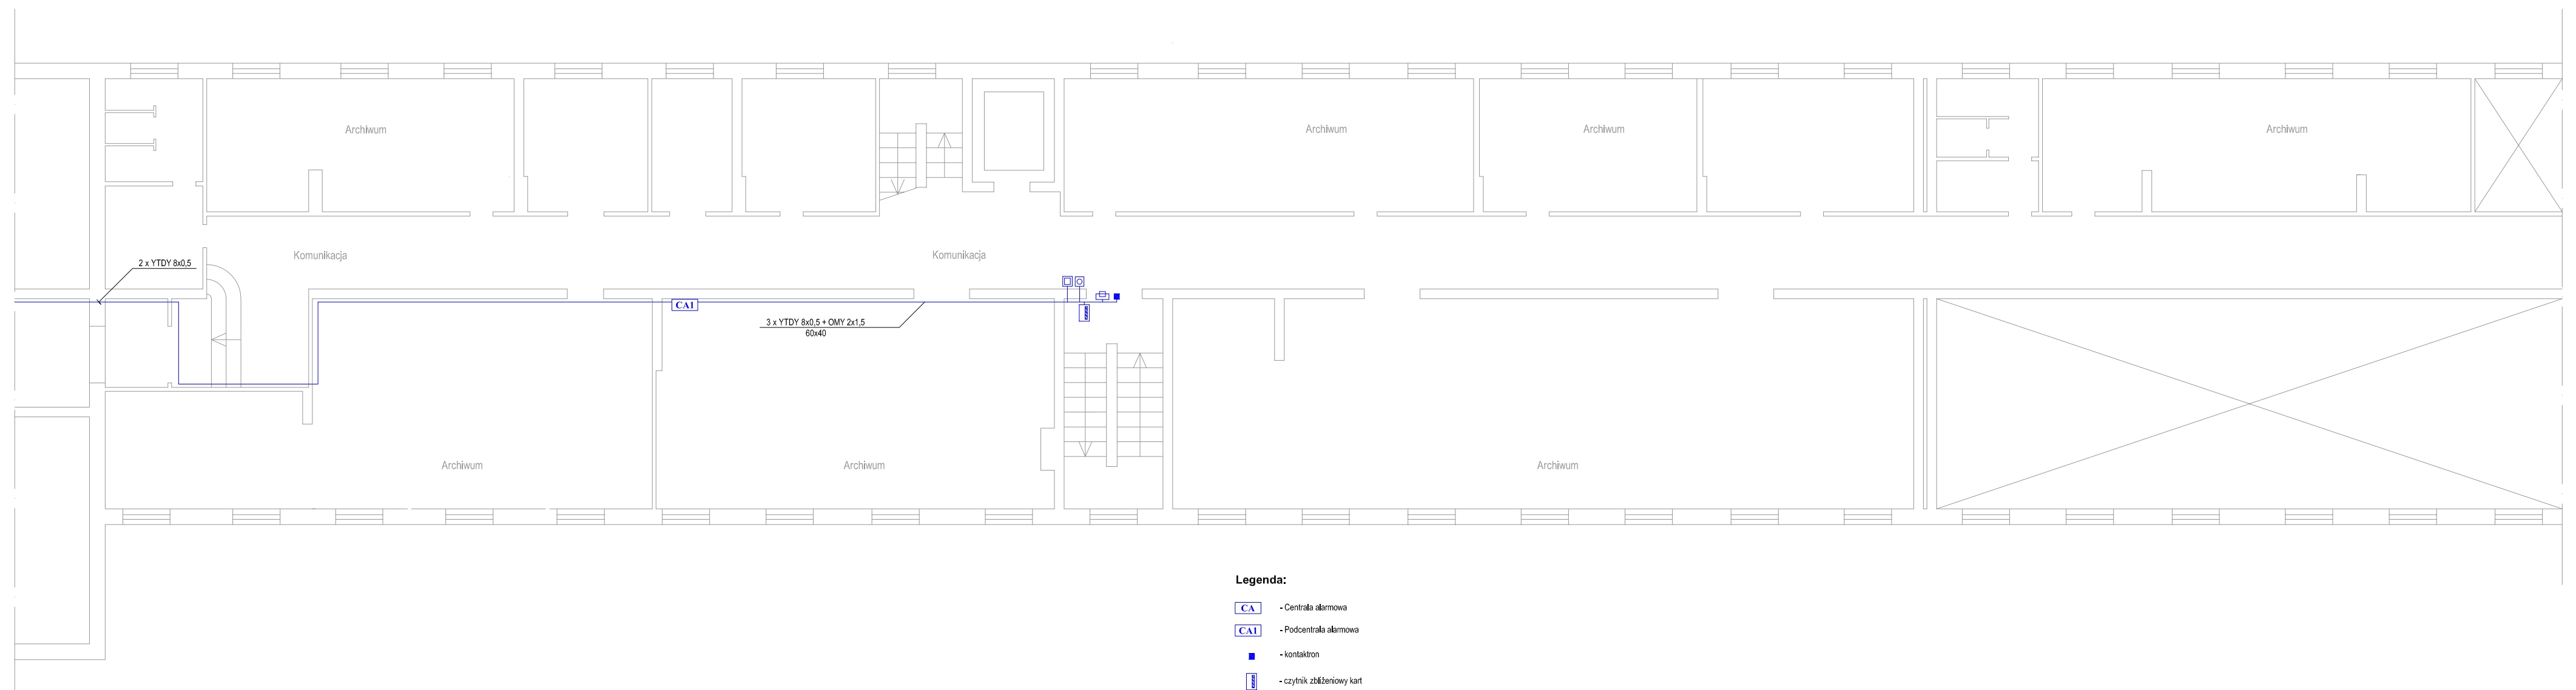 Archiwum
Archiwum
Archiwum
Archiwum
Komunikacja
Komunikacja
2 x YTDY 8x0,5
CA1
3 x YTDY 8x0,5 + OMY 2x1,5
60x40
Archiwum
Archiwum
Archiwum
Legenda:
CA - Centrala alarmowa
CA1 - Podcentrala alarmowa
- kontaktron
- czytnik zbliżeniowy kart